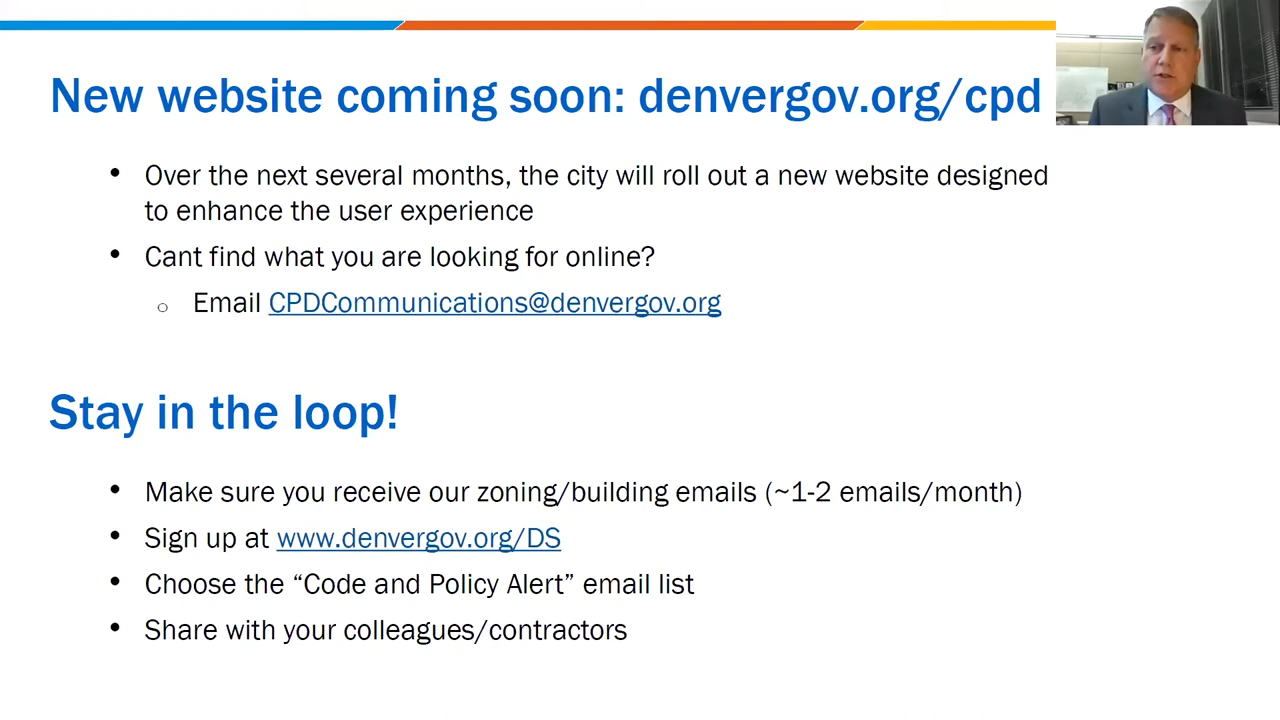 New website coming soon: denvergov.org/cpd
• Over the next several months, the city will roll out a new website designed
to enhance the user experience
• Cant find what you are looking for online?
o Email CPDCommunications@denvergov.org
Stay in the loop!
• Make sure you receive our zoning/building emails (~1-2 emails/month)
• Sign up at www.denvergov.org/DS
• Choose the “Code and Policy Alert” email list
• Share with your colleagues/contractors